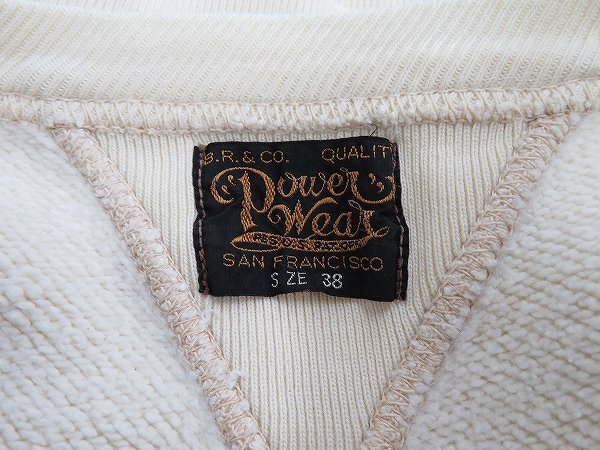 B.R. & CO. QUALITY
Power
Wear
SAN FRANCISCO
SIZE 38